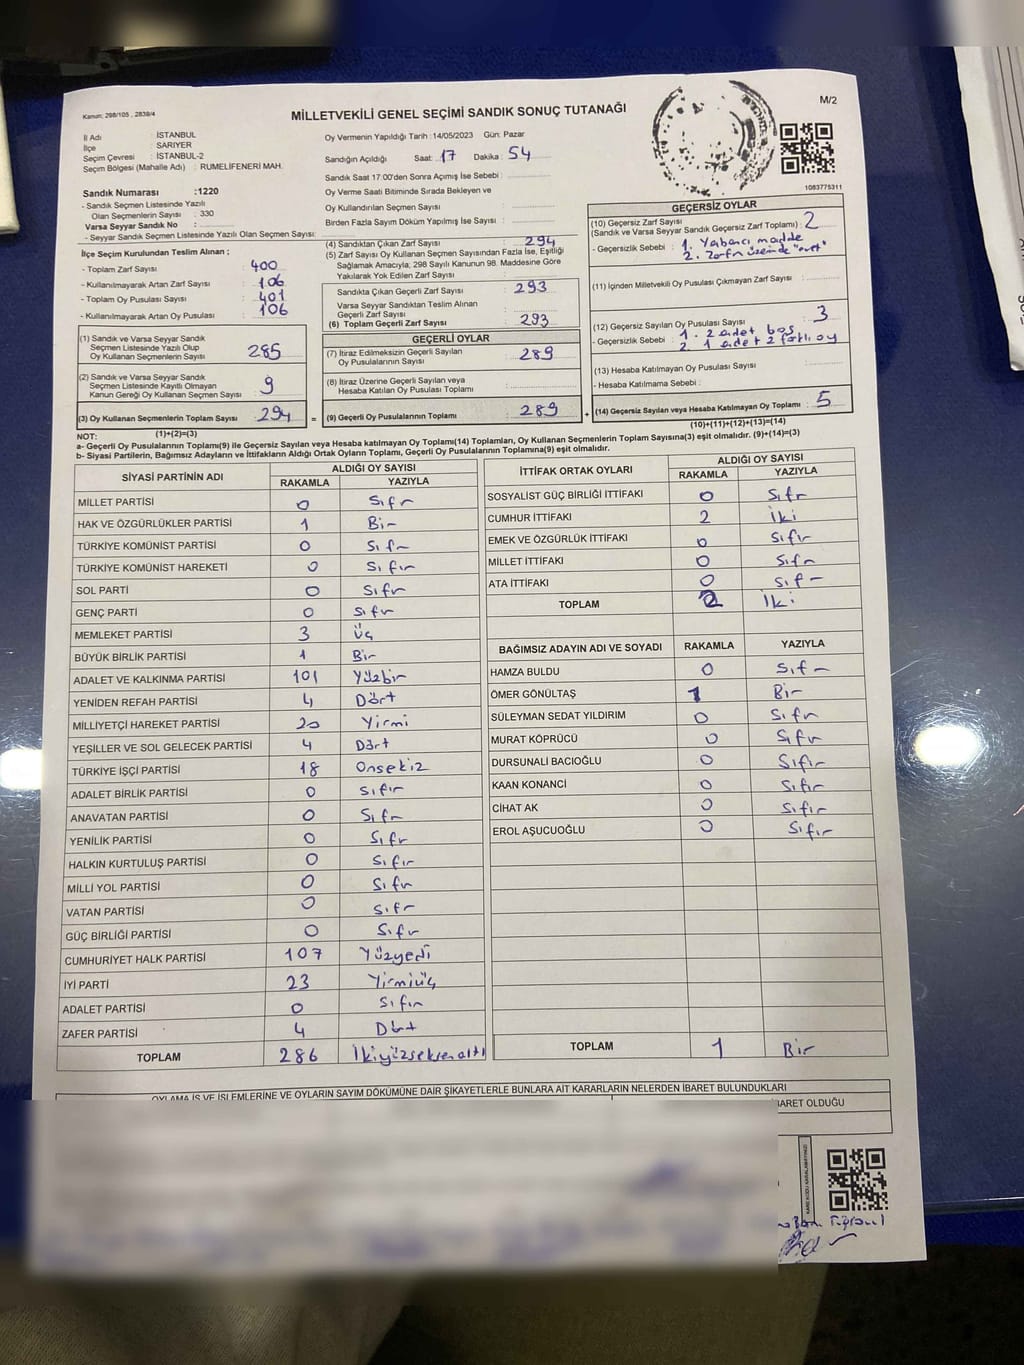 Kanun: 298/105 , 2839/4
MİLLETVEKİLİ GENEL SEÇİMİ SANDIK SONUÇ TUTANAĞI
M/2
İl Adı : İSTANBUL
İlçe : SARIYER
Seçim Çevresi : İSTANBUL-2
Seçim Bölgesi (Mahalle Adı) : RUMELİFENERİ MAH.
Sandık Numarası :1220
- Sandık Seçmen Listesinde Yazılı
Olan Seçmenlerin Sayısı : 330
Varsa Seyyar Sandık No :
- Seyyar Sandık Seçmen Listesinde Yazılı Olan Seçmen Sayısı:
Oy Vermenin Yapıldığı Tarih :14/05/2023 Gün: Pazar
Sandığın Açıldığı Saat: 17 Dakika: 54
Sandık Saat 17:00'den Sonra Açımış İse Sebebi :
Oy Verme Saati Bitiminde Sırada Bekleyen ve
Oy Kullandırılan Seçmen Sayısı :
Birden Fazla Sayım Döküm Yapılmış İse Sayısı :
1083775311
İlçe Seçim Kurulundan Teslim Alınan ;
- Toplam Zarf Sayısı : 400
- Kullanılmayarak Artan Zarf Sayısı : 106
- Toplam Oy Pusulası Sayısı : 401
- Kullanılmayarak Artan Oy Pusulası : 106
(1) Sandık ve Varsa Seyyar Sandık
Seçmen Listesinde Yazılı Olup
Oy Kullanan Seçmenlerin Sayısı 285
(2) Sandık ve Varsa Seyyar Sandık
Seçmen Listesinde Kayıtlı Olmayan
Kanun Gereği Oy Kullanan Seçmen Sayısı 9
(3) Oy Kullanan Seçmenlerin Toplam Sayısı 294
(1)+(2)=(3)
(4) Sandıktan Çıkan Zarf Sayısı 294
(5) Zarf Sayısı Oy Kullanan Seçmen Sayısından Fazla İse, Eşitliği
Sağlamak Amacıyla, 298 Sayılı Kanunun 98. Maddesine Göre
Yakılarak Yok Edilen Zarf Sayısı
Sandıkta Çıkan Geçerli Zarf Sayısı 293
Varsa Seyyar Sandıktan Teslim Alınan
Geçerli Zarf Sayısı
(6) Toplam Geçerli Zarf Sayısı 293
GEÇERLİ OYLAR
(7) İtiraz Edilmeksizin Geçerli Sayılan
Oy Pusulalarının Sayısı 289
(8) İtiraz Üzerine Geçerli Sayılan veya
Hesaba Katılan Oy Pusulası Toplamı
= (9) Geçerli Oy Pusulalarının Toplamı 289
GEÇERSİZ OYLAR
(10) Geçersiz Zarf Sayısı
(Sandık ve Varsa Seyyar Sandık Geçersiz Zarf Toplamı) : 2
- Geçersizlik Sebebi : 1. Yabancı madde
2. Zarfın üzerinde "evet"
(11) İçinden Milletvekili Oy Pusulası Çıkmayan Zarf Sayısı :
(12) Geçersiz Sayılan Oy Pusulası Sayısı : 3
- Geçersizlik Sebebi : 1. 2 adet boş
2. 1 adet 2 farklı oy
(13) Hesaba Katılmayan Oy Pusulası Sayısı :
- Hesaba Katılmama Sebebi :
+ (14) Geçersiz Sayılan veya Hesaba Katılmayan Oy Toplamı : 5
(10)+(11)+(12)+(13)=(14)
NOT:
a- Geçerli Oy Pusulalarının Toplamı(9) ile Geçersiz Sayılan veya Hesaba katılmayan Oy Toplamı(14) Toplamları, Oy Kullanan Seçmenlerin Toplam Sayısına(3) eşit olmalıdır. (9)+(14)=(3)
b- Siyasi Partilerin, Bağımsız Adayların ve İttifakların Aldığı Ortak Oyların Toplamı, Geçerli Oy Pusulalarının Toplamına(9) eşit olmalıdır.
SİYASİ PARTİNİN ADI ALDIĞI OY SAYISI
RAKAMLA YAZIYLA
MİLLET PARTİSİ 0 Sıfır
HAK VE ÖZGÜRLÜKLER PARTİSİ 1 Bir
TÜRKİYE KOMÜNİST PARTİSİ 0 Sıfır
TÜRKİYE KOMÜNİST HAREKETİ 0 Sıfır
SOL PARTİ 0 Sıfır
GENÇ PARTİ 0 Sıfır
MEMLEKET PARTİSİ 3 Üç
BÜYÜK BİRLİK PARTİSİ 1 Bir
ADALET VE KALKINMA PARTİSİ 101 Yüzbir
YENİDEN REFAH PARTİSİ 4 Dört
MİLLİYETÇİ HAREKET PARTİSİ 20 Yirmi
YEŞİLLER VE SOL GELECEK PARTİSİ 4 Dört
TÜRKİYE İŞÇİ PARTİSİ 18 Onsekiz
ADALET BİRLİK PARTİSİ 0 Sıfır
ANAVATAN PARTİSİ 0 Sıfır
YENİLİK PARTİSİ 0 Sıfır
HALKIN KURTULUŞ PARTİSİ 0 Sıfır
MİLLİ YOL PARTİSİ 0 Sıfır
VATAN PARTİSİ 0 Sıfır
GÜÇ BİRLİĞİ PARTİSİ 0 Sıfır
CUMHURİYET HALK PARTİSİ 107 Yüzyedi
İYİ PARTİ 23 Yirmiüç
ADALET PARTİSİ 0 Sıfır
ZAFER PARTİSİ 4 Dört
TOPLAM 286 İkiyüzseksenaltı
İTTİFAK ORTAK OYLARI ALDIĞI OY SAYISI
RAKAMLA YAZIYLA
SOSYALİST GÜÇ BİRLİĞİ İTTİFAKI 0 Sıfır
CUMHUR İTTİFAKI 2 İki
EMEK VE ÖZGÜRLÜK İTTİFAKI 0 Sıfır
MİLLET İTTİFAKI 0 Sıfır
ATA İTTİFAKI 0 Sıfır
TOPLAM 2 İki
BAĞIMSIZ ADAYIN ADI VE SOYADI RAKAMLA YAZIYLA
HAMZA BULDU 0 Sıfır
ÖMER GÖNÜLTAŞ 1 Bir
SÜLEYMAN SEDAT YILDIRIM 0 Sıfır
MURAT KÖPRÜCÜ 0 Sıfır
DURSUNALİ BACIOĞLU 0 Sıfır
KAAN KONANCİ 0 Sıfır
CİHAT AK 0 Sıfır
EROL AŞUCUOĞLU 0 Sıfır
TOPLAM 1 Bir
OYLAMA İŞ VE İŞLEMLERİNE VE OYLARIN SAYIM DÖKÜMÜNE DAİR ŞİKAYETLERLE BUNLARA AİT KARARLARIN NELERDEN İBARET BULUNDUKLARI
İBARET OLDUĞU